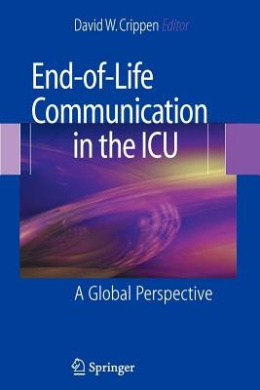 David W. Crippen Editor
End-of-Life
Communication
in the ICU
A Global Perspective
Springer